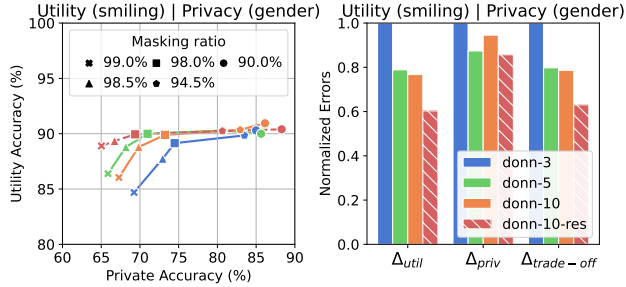 Utility (smiling) | Privacy (gender)
Utility Accuracy (%)
100
95
90
85
80
Masking ratio
99.0% 98.0% 90.0%
98.5% 94.5%
60 65 70 75 80 85 90
Private Accuracy (%)
Utility (smiling) | Privacy (gender)
Normalized Errors
1.0
0.8
0.6
0.4
0.2
0.0
donn-3
donn-5
donn-10
donn-10-res
Δutil Δpriv Δtrade-off